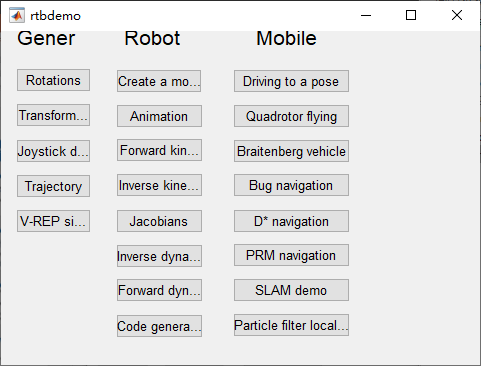 rtbdemo
Gener
Robot
Mobile
Rotations
Create a mo...
Driving to a pose
Transform...
Animation
Quadrotor flying
Joystick d...
Forward kin...
Braitenberg vehicle
Trajectory
Inverse kine...
Bug navigation
V-REP si...
Jacobians
D* navigation
Inverse dyna...
PRM navigation
Forward dyn...
SLAM demo
Code genera...
Particle filter local...